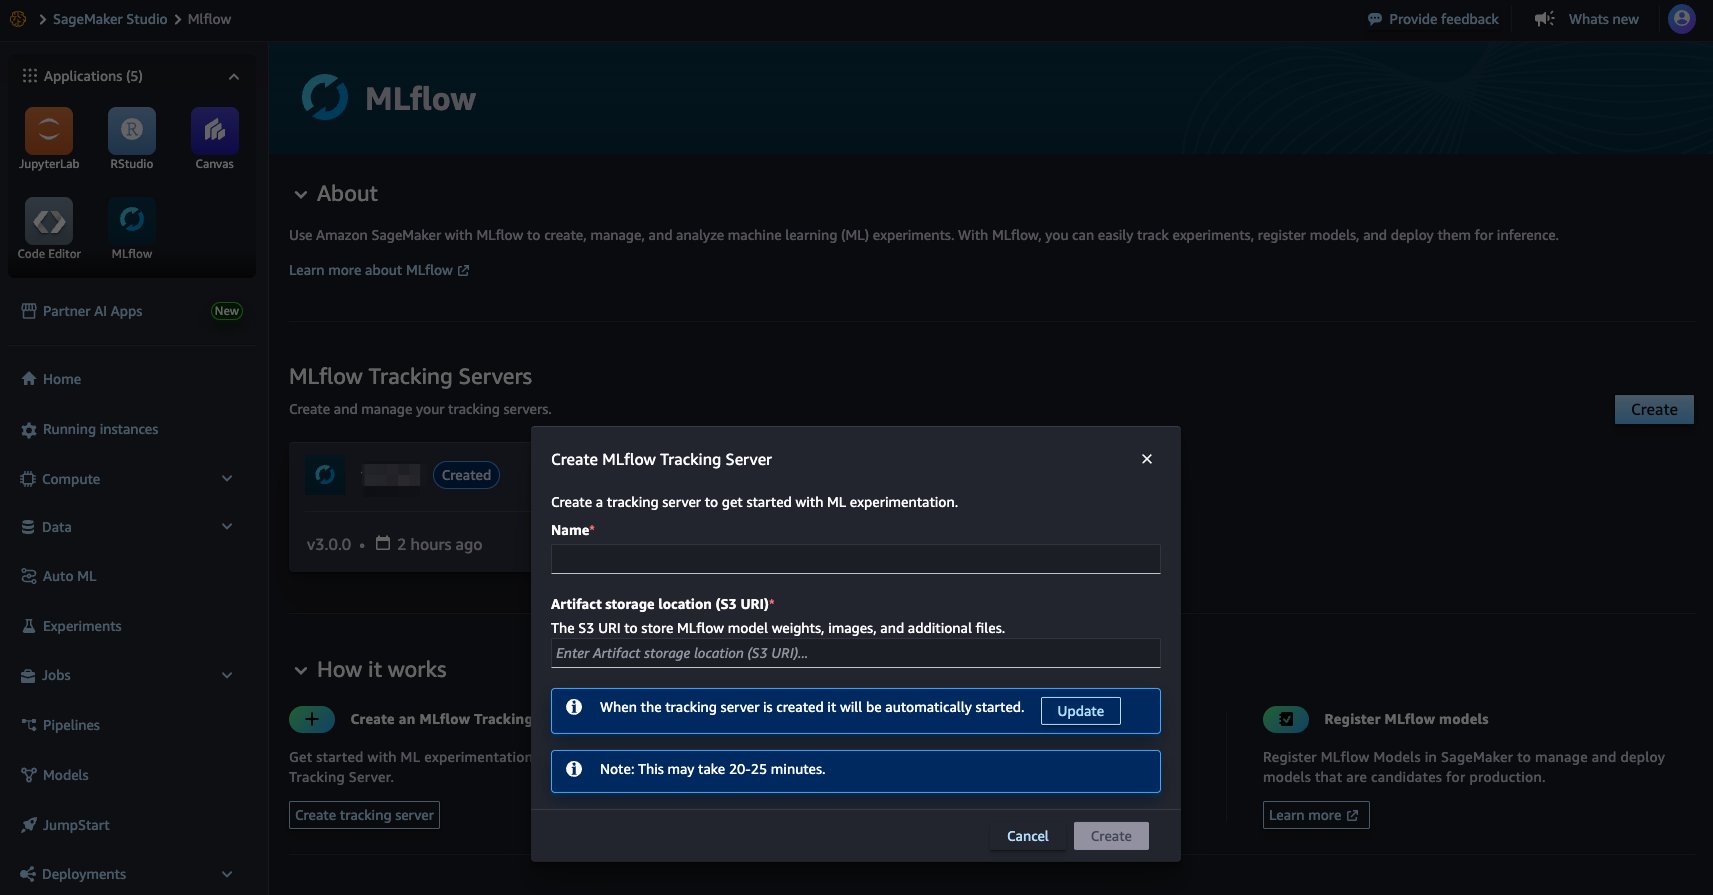 SageMaker Studio
Mlflow
Provide feedback
Whats new
Applications (5)
JupyterLab
RStudio
Canvas
Code Editor
MLflow
Partner AI Apps
New
Home
Running instances
Compute
Data
Auto ML
Experiments
Jobs
Pipelines
Models
JumpStart
Deployments
MLflow
About
Use Amazon SageMaker with MLflow to create, manage, and analyze machine learning (ML) experiments. With MLflow, you can easily track experiments, register models, and deploy them for inference.
Learn more about MLflow
MLflow Tracking Servers
Create and manage your tracking servers.
Create
Created
v3.0.0 • 2 hours ago
How it works
Create an MLflow Tracking
Get started with ML experimentation
Tracking Server.
Create tracking server
Register MLflow models
Register MLflow Models in SageMaker to manage and deploy
models that are candidates for production.
Learn more
Create MLflow Tracking Server
Create a tracking server to get started with ML experimentation.
Name*
Artifact storage location (S3 URI)*
The S3 URI to store MLflow model weights, images, and additional files.
Enter Artifact storage location (S3 URI)...
When the tracking server is created it will be automatically started.
Update
Note: This may take 20-25 minutes.
Cancel
Create